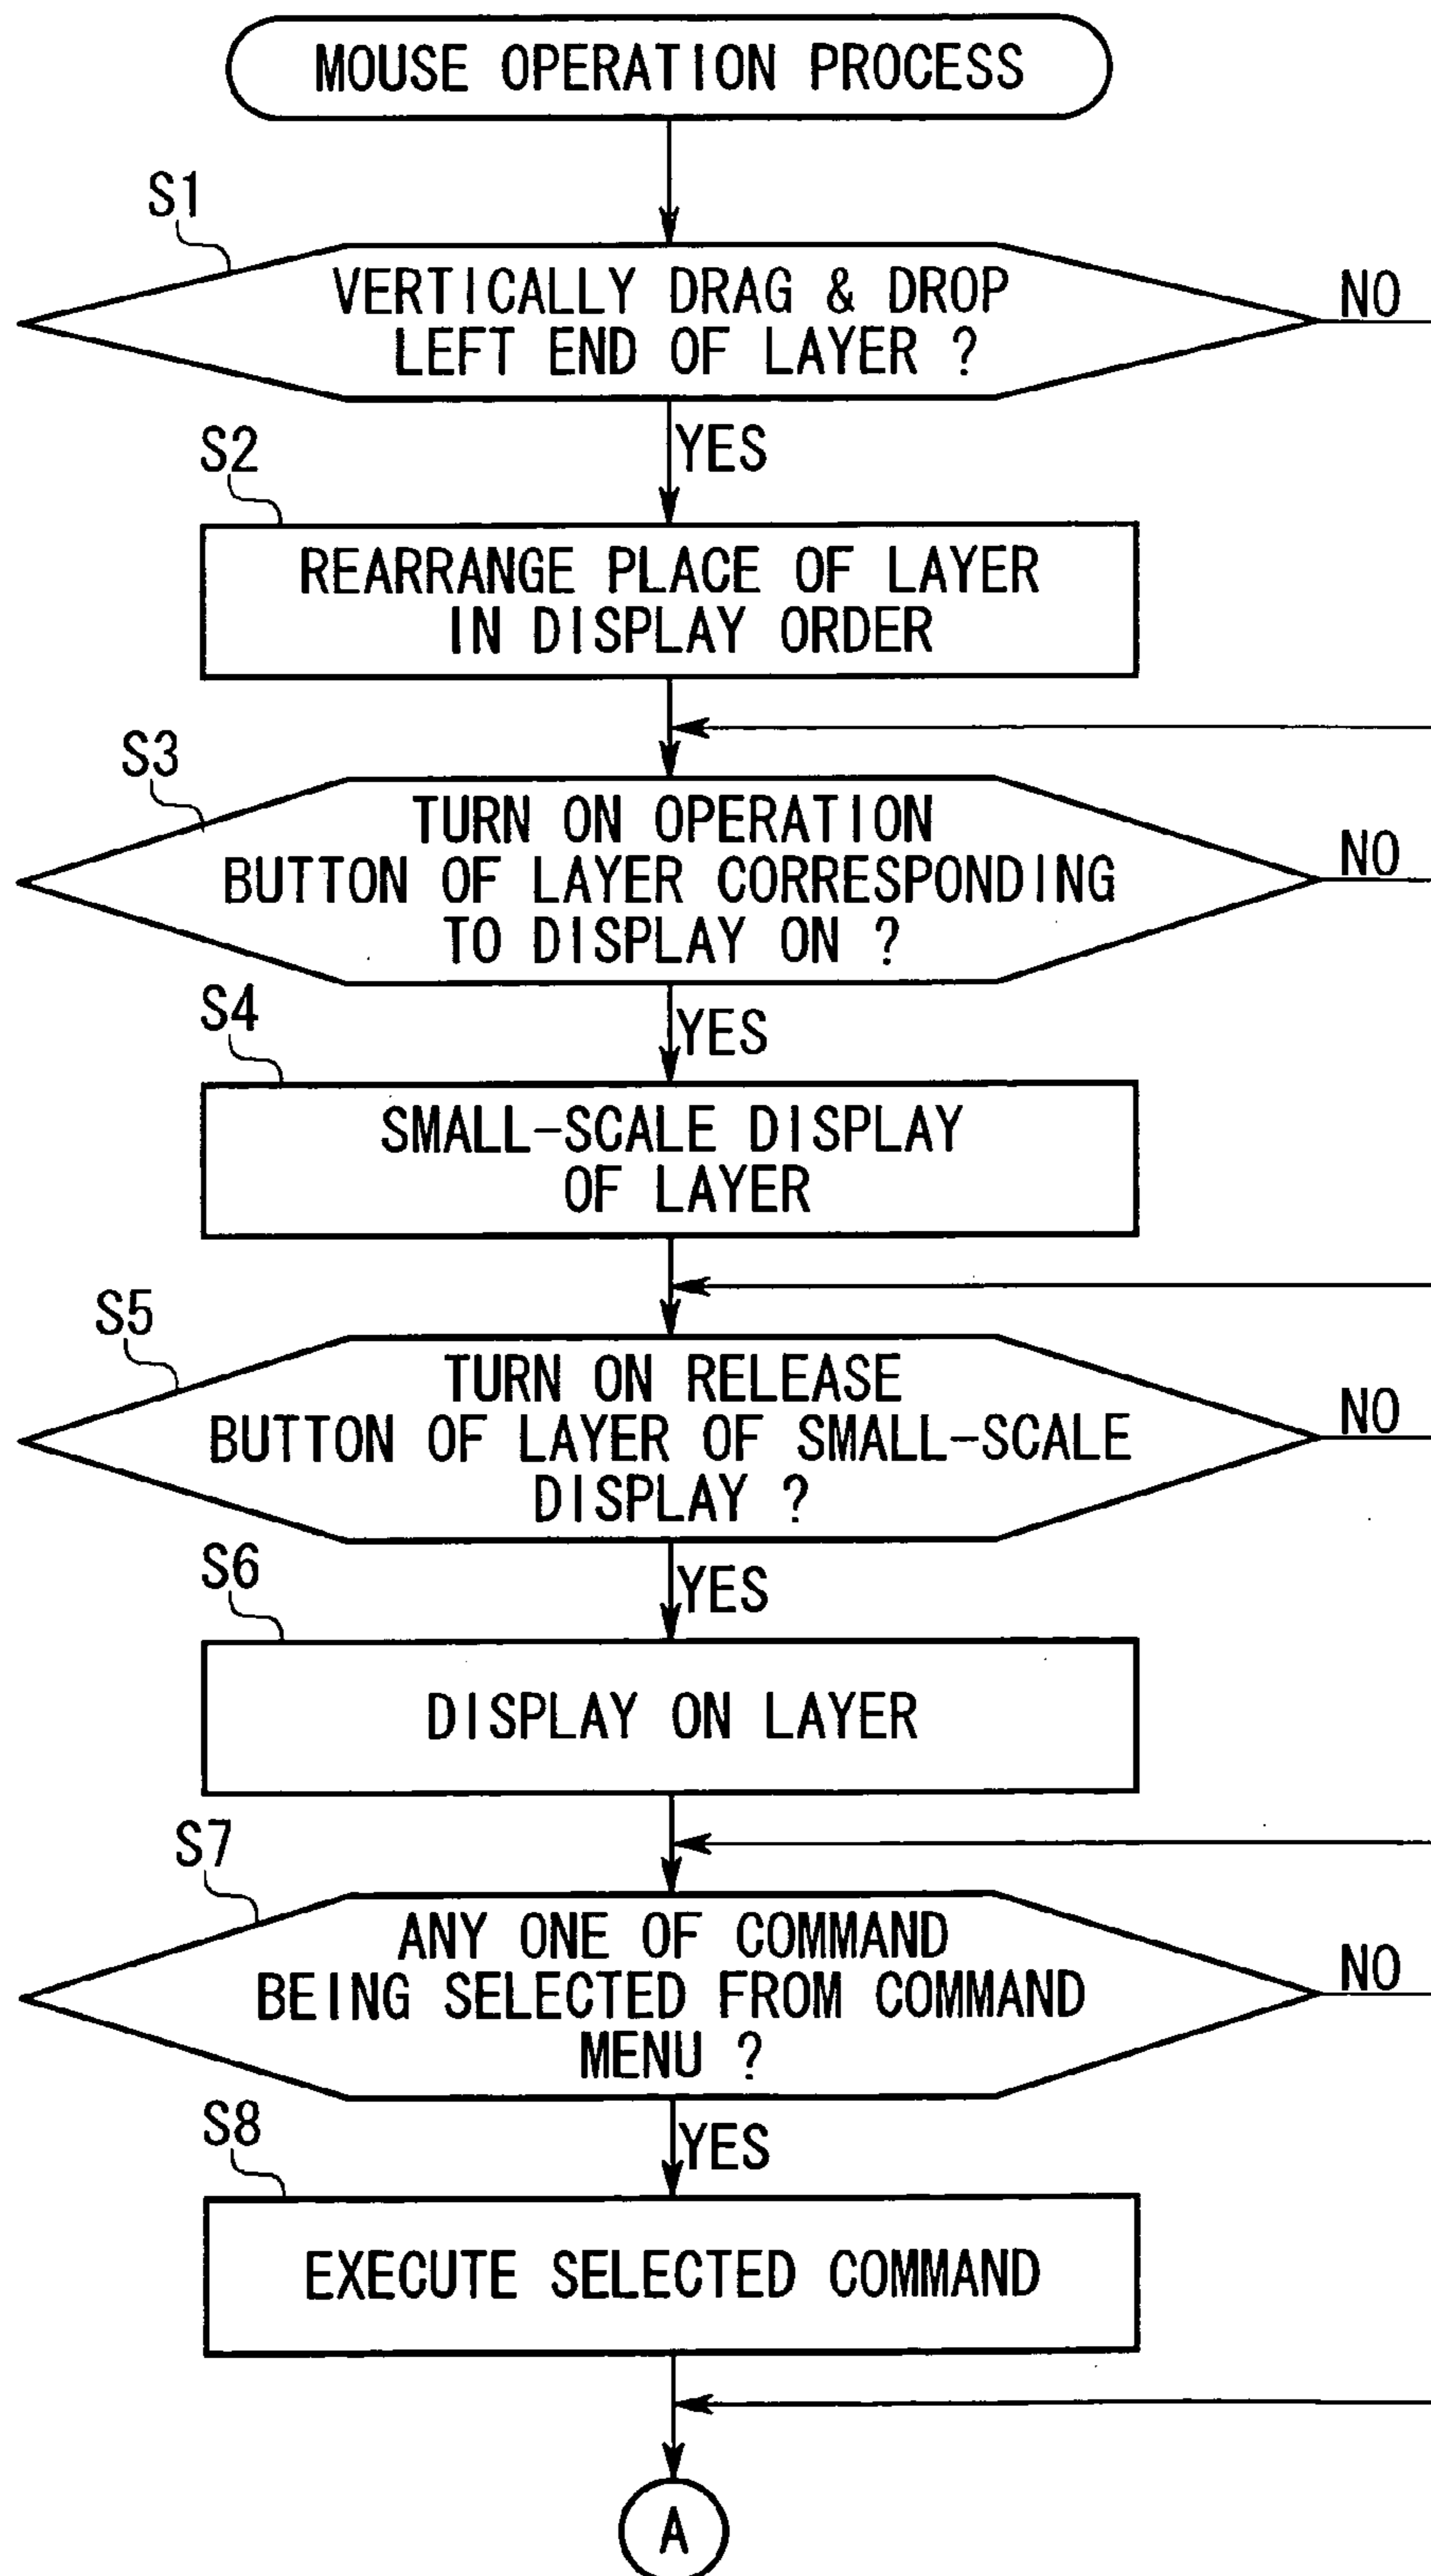 MOUSE OPERATION PROCESS
S1
VERTICALLY DRAG & DROP
LEFT END OF LAYER ?
NO
YES
S2
REARRANGE PLACE OF LAYER
IN DISPLAY ORDER
S3
TURN ON OPERATION
BUTTON OF LAYER CORRESPONDING
TO DISPLAY ON ?
NO
YES
S4
SMALL-SCALE DISPLAY
OF LAYER
S5
TURN ON RELEASE
BUTTON OF LAYER OF SMALL-SCALE
DISPLAY ?
NO
YES
S6
DISPLAY ON LAYER
S7
ANY ONE OF COMMAND
BEING SELECTED FROM COMMAND
MENU ?
NO
YES
S8
EXECUTE SELECTED COMMAND
A